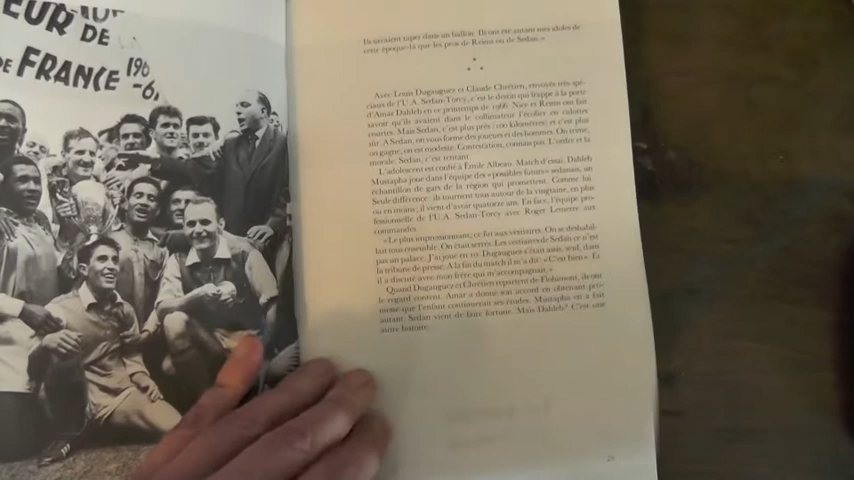 EUR DE
DE FRANCE 196
-61
Ils savaient taper dans un ballon. Ils ont été autant mes idoles de
cette époque-là que les pros de Reims ou de Sedan. »
Avec Louis Dugauguez et Claude Chrétien, envoyés très spé-
ciaux de l'U.A. Sedan-Torcy, c'est le destin qui frappe à la porte
d'Amar Dahleb en ce printemps de 1966. Nice et Reims ont fait
savoir qu'ils avaient dans le collimateur l'écolier en culottes
courtes. Mais Sedan, c'est plus près : 100 kilomètres; et c'est plus
sûr. A Sedan, on vous forme des joueurs et des hommes. On reste,
on gagne, on est modeste. Contestation, connais pas. L'ordre et la
morale. Sedan, c'est tentant.
L'adolescent est confié à Émile Albeau. Match d'essai. Dahleb
Mustapha joue dans l'équipe des « possibles futurs » sedanais, un
échantillon de gars de la région qui promettent. Comme lui.
Seule différence : ils tournent tous autour de la vingtaine, en plus
ou en moins; il vient d'avoir quatorze ans. En face, l'équipe pro-
fessionnelle de l'U.A. Sedan-Torcy avec Roger Lemerre aux
commandes.
« Le plus impressionnant, ce fut aux vestiaires. On se déshabil-
lait tous ensemble. On était serrés. Les vestiaires de Sedan ce n'est
pas un palace. J'ai joué en 10. Dugauguez s'était assis, seul, dans
la tribune de presse. A la fin du match il m'a dit : « C'est bien ». Et
il a discuté avec mon frère qui m'accompagnait. »
Quand Dugauguez et Chrétien repartent de Flohimont, ils ont
le regard content. Amar a donné son accord en obtenant pro-
messe que l'enfant continuerait ses études. Mustapha en a fait
autant. Sedan vient de faire fortune. Mais Dahleb? C'est une
autre histoire.